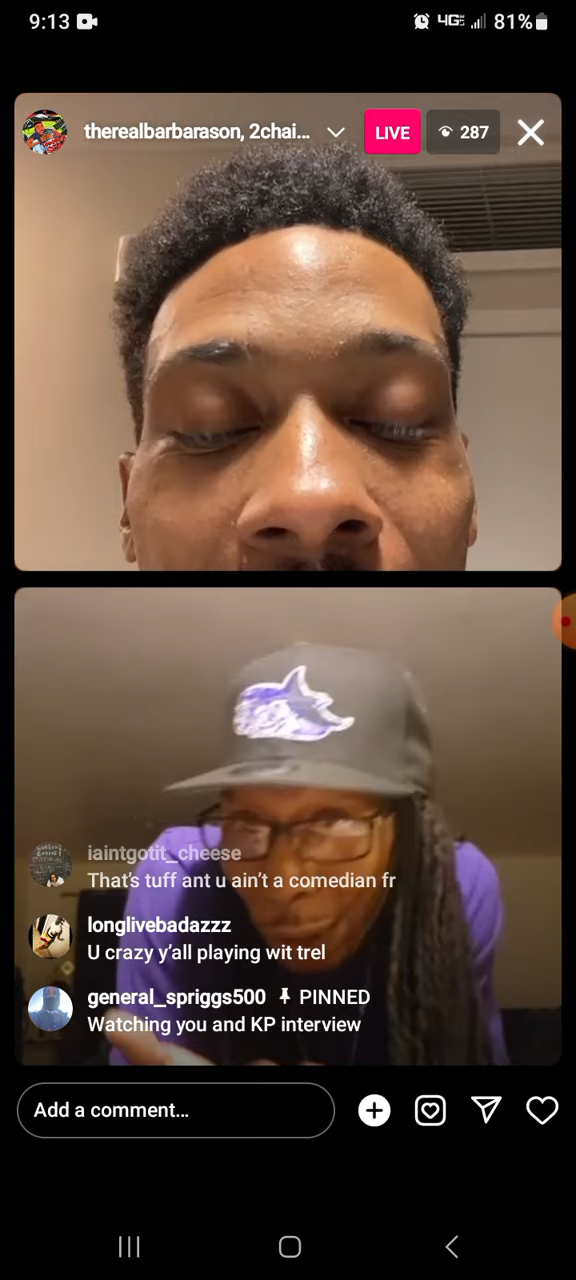 9:13
4GE 81%
therealbarbarason, 2chai...
LIVE
287
iaintgotit_cheese
That's tuff ant u ain't a comedian fr
longlivebadazzz
U crazy y'all playing wit trel
general_spriggs500 PINNED
Watching you and KP interview
Add a comment...